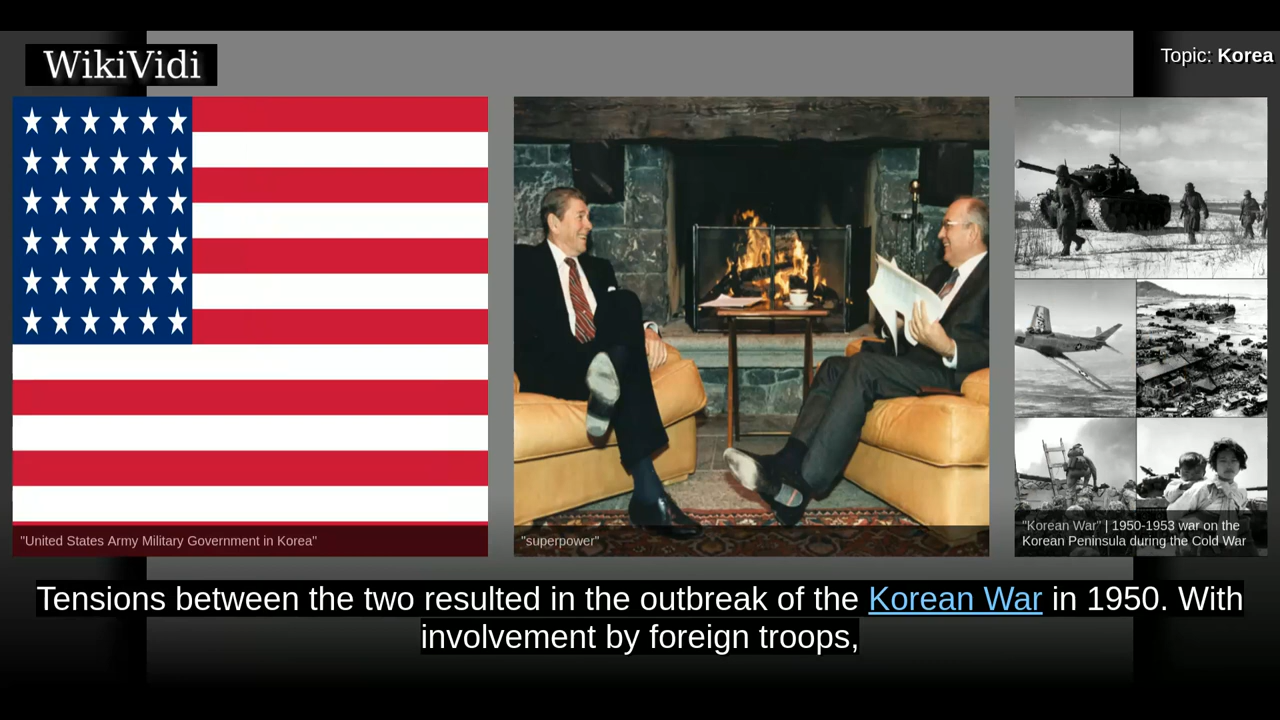 WikiVidi
Topic: Korea
"United States Army Military Government in Korea"
"superpower"
"Korean War" | 1950-1953 war on the
Korean Peninsula during the Cold War
Tensions between the two resulted in the outbreak of the Korean War in 1950. With
involvement by foreign troops,